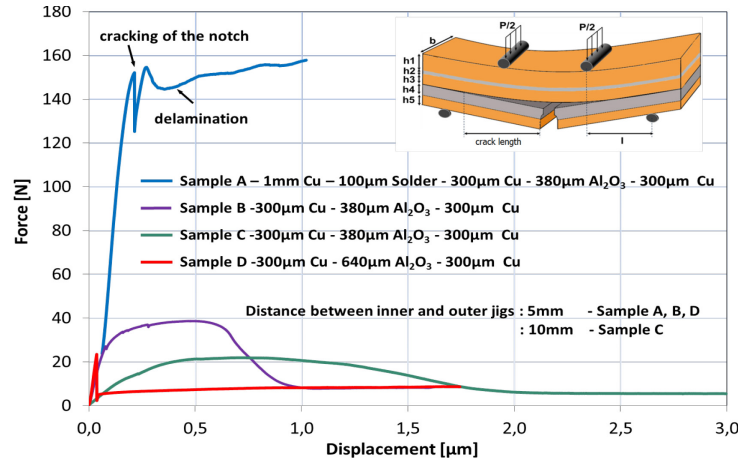 180
160
140
120
100
80
60
40
20
0
Force [N]
cracking of the notch
delamination
P/2
P/2
b
h1
h2
h3
h4
h5
crack length
l
Sample A – 1mm Cu – 100µm Solder - 300µm Cu - 380µm Al₂O₃ - 300µm Cu
Sample B -300µm Cu - 380µm Al₂O₃ - 300µm Cu
Sample C -300µm Cu - 380µm Al₂O₃ - 300µm Cu
Sample D -300µm Cu - 640µm Al₂O₃ - 300µm Cu
Distance between inner and outer jigs : 5mm - Sample A, B, D
: 10mm - Sample C
0,0 0,5 1,0 1,5 2,0 2,5 3,0
Displacement [µm]